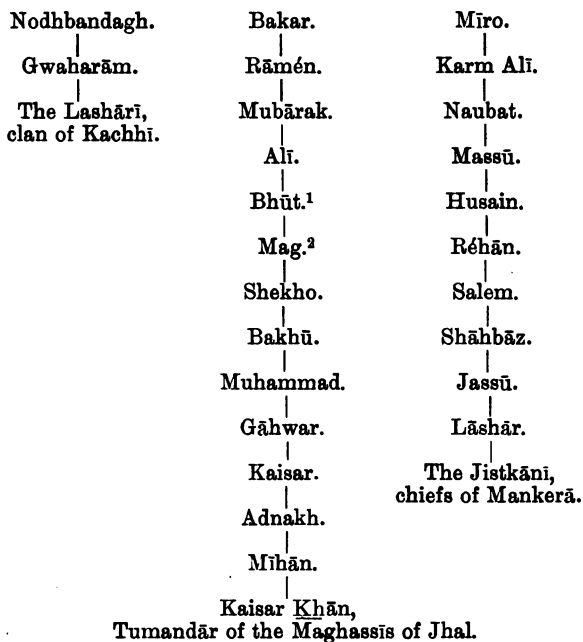 Nodhbandagh. Bakar. Mīro.
Gwaharām. Rāmén. Karm Alī.
The Lashārī, Mubārak. Naubat.
clan of Kachhī.
Alī. Massū.
Bhūt.¹ Husain.
Mag.² Réhān.
Shekho. Salem.
Bakhū. Shāhbāz.
Muhammad. Jassū.
Gāhwar. Lāshār.
Kaisar. The Jistkānī,
chiefs of Mankerā.
Adnakh.
Mīhān.
Kaisar Khān,
Tumandār of the Maghassīs of Jhal.